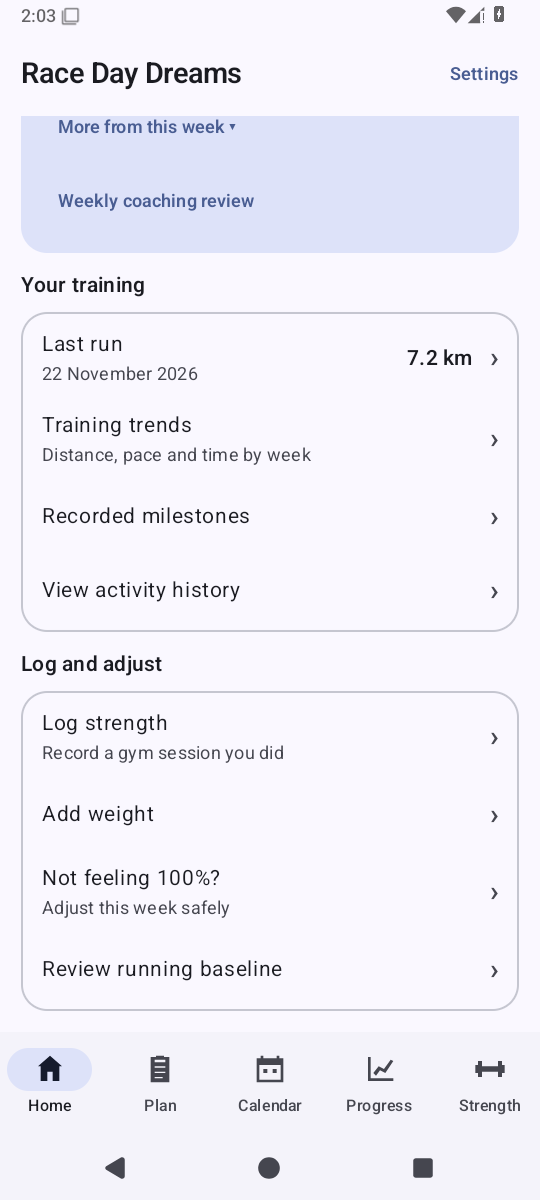 2:03
Race Day Dreams
Settings
More from this week ▾
Weekly coaching review
Your training
Last run
22 November 2026
7.2 km
Training trends
Distance, pace and time by week
Recorded milestones
View activity history
Log and adjust
Log strength
Record a gym session you did
Add weight
Not feeling 100%?
Adjust this week safely
Review running baseline
Home
Plan
Calendar
Progress
Strength